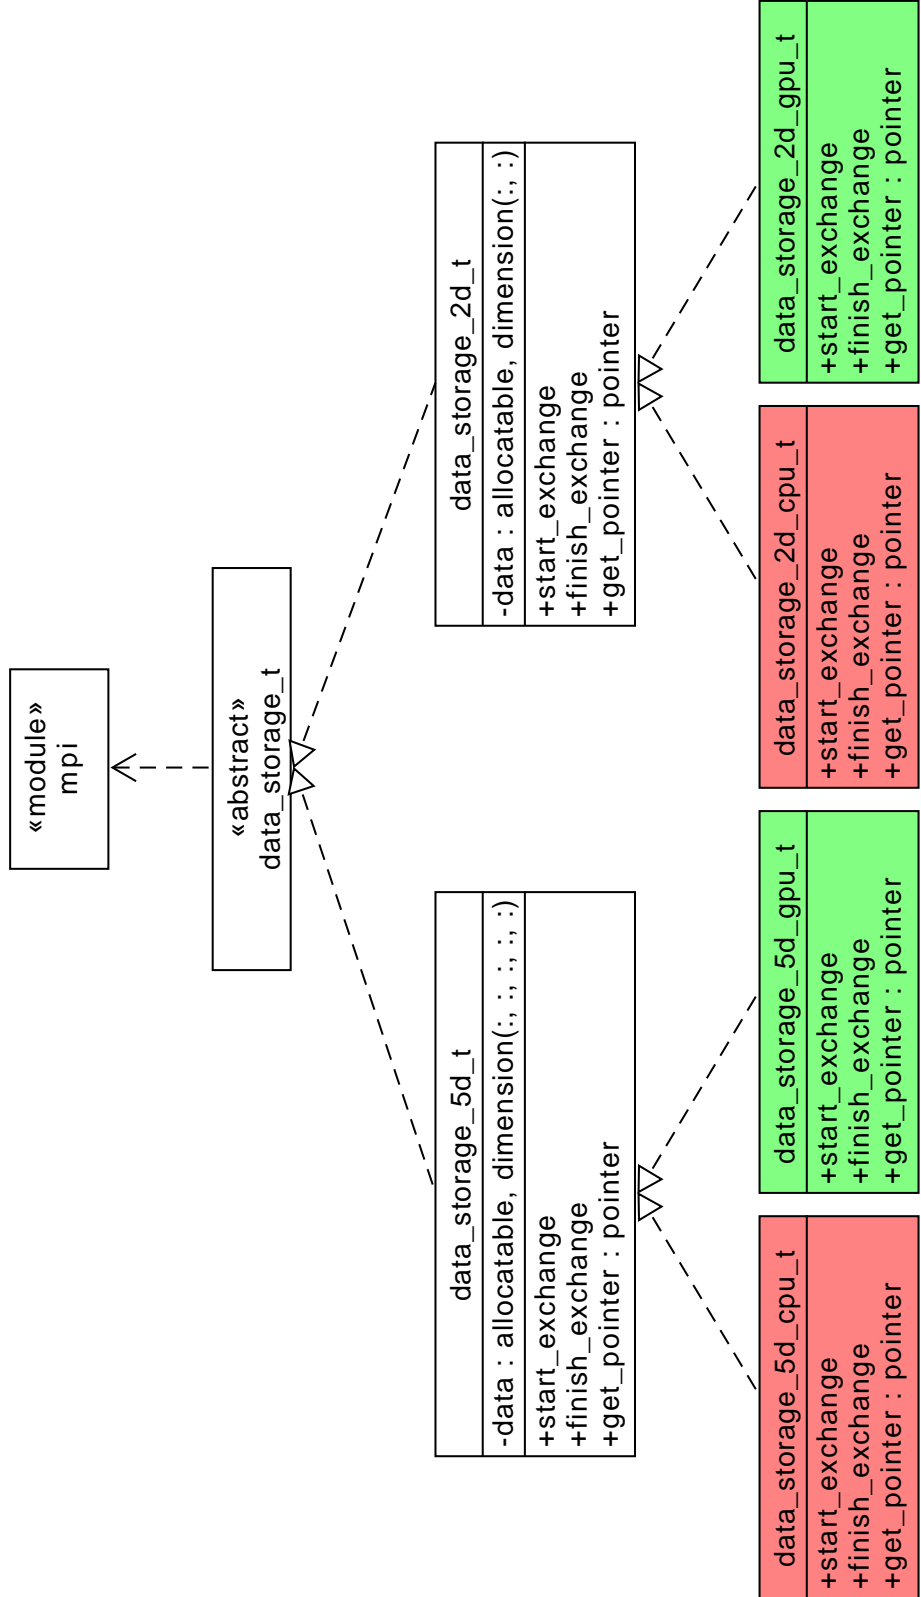 «module»
mpi
«abstract»
data_storage_t
data_storage_5d_t
-data : allocatable, dimension(:, :, :, :, :)
+start_exchange
+finish_exchange
+get_pointer : pointer
data_storage_2d_t
-data : allocatable, dimension(:, :)
+start_exchange
+finish_exchange
+get_pointer : pointer
data_storage_5d_cpu_t
+start_exchange
+finish_exchange
+get_pointer : pointer
data_storage_5d_gpu_t
+start_exchange
+finish_exchange
+get_pointer : pointer
data_storage_2d_cpu_t
+start_exchange
+finish_exchange
+get_pointer : pointer
data_storage_2d_gpu_t
+start_exchange
+finish_exchange
+get_pointer : pointer